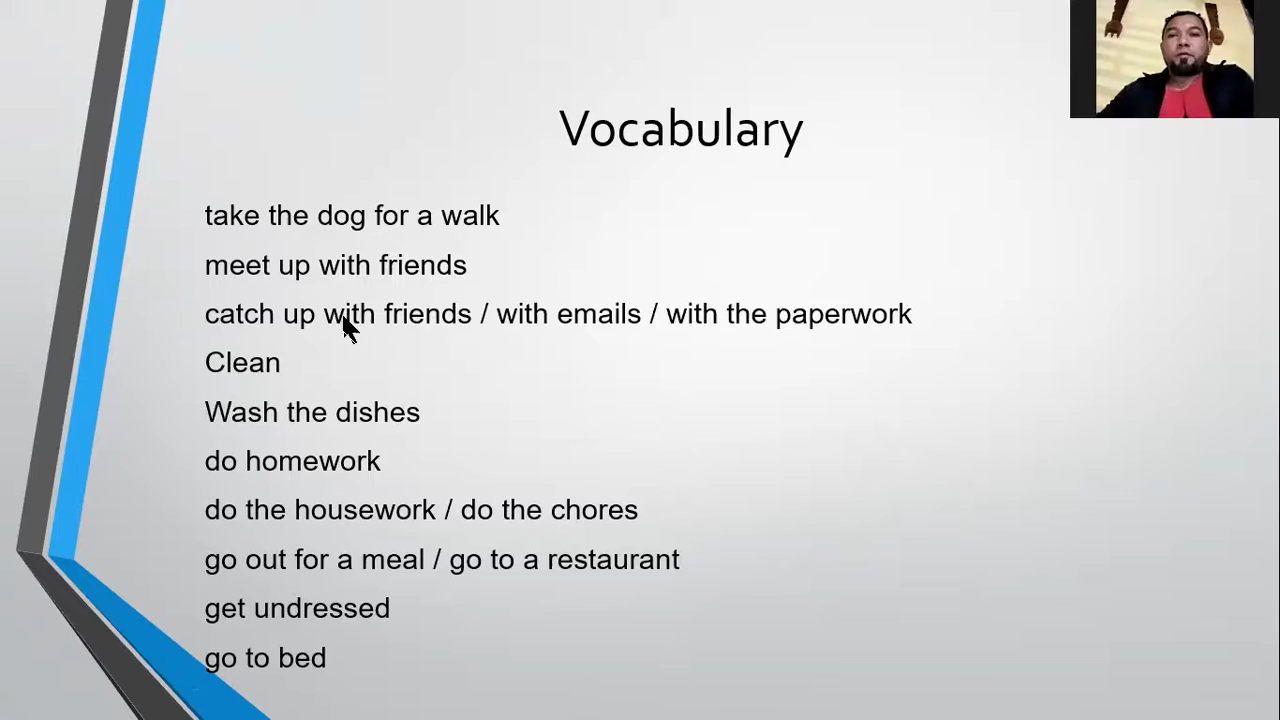 Vocabulary
take the dog for a walk
meet up with friends
catch up with friends / with emails / with the paperwork
Clean
Wash the dishes
do homework
do the housework / do the chores
go out for a meal / go to a restaurant
get undressed
go to bed